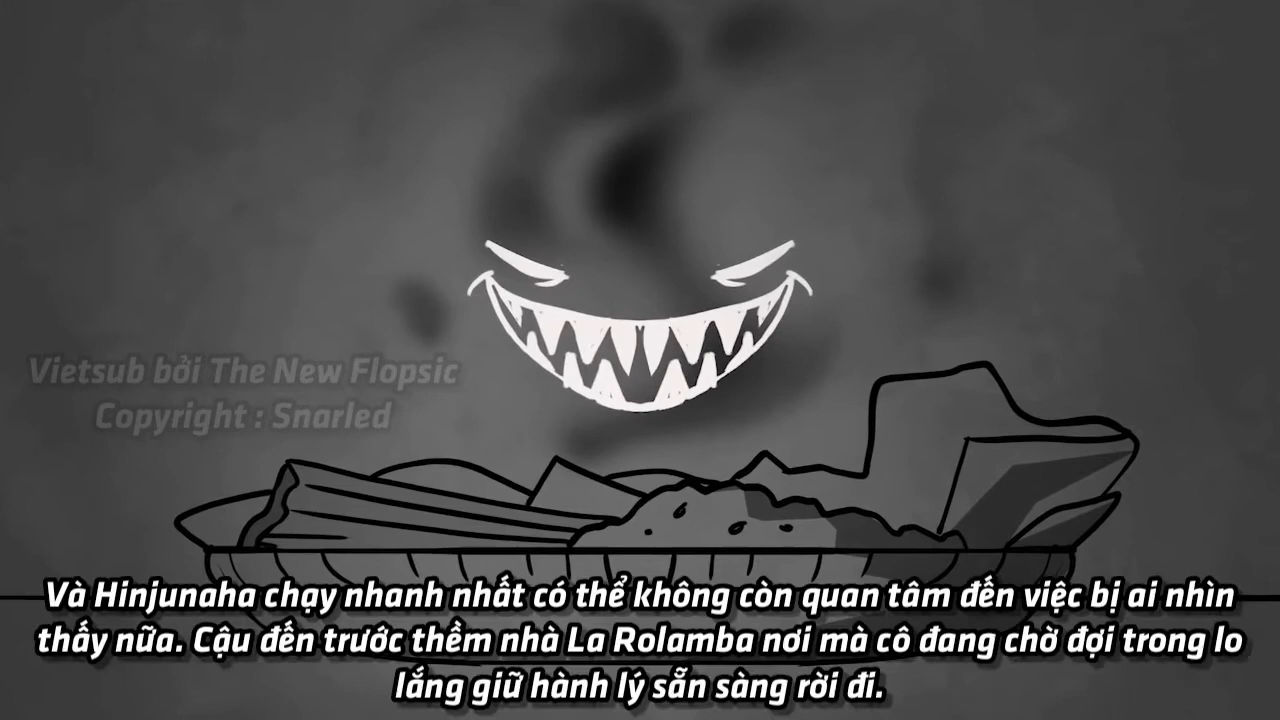 Vietsub bởi The New Flopsic
Copyright : Snarled
Và Hinjunaha chạy nhanh nhất có thể không còn quan tâm đến việc bị ai nhìn
thấy nữa. Cậu đến trước thềm nhà La Rolamba nơi mà cô đang chờ đợi trong lo
lắng giữ hành lý sẵn sàng rời đi.